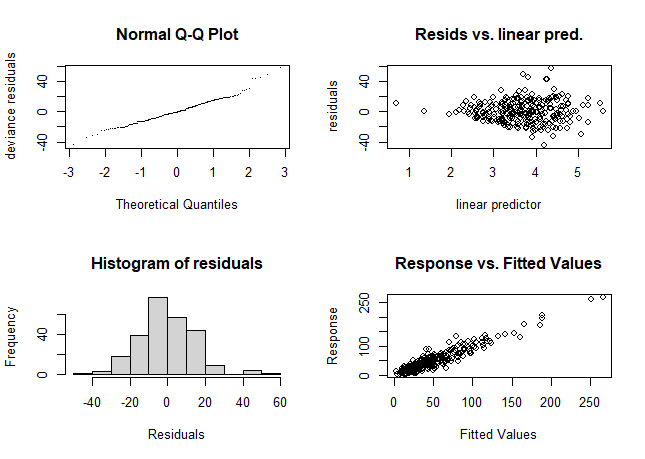 Normal Q-Q Plot
deviance residuals
-40 0 40
-3 -2 -1 0 1 2 3
Theoretical Quantiles
Resids vs. linear pred.
residuals
-40 0 40
1 2 3 4 5
linear predictor
Histogram of residuals
Frequency
0 40
-40 -20 0 20 40 60
Residuals
Response vs. Fitted Values
Response
0 100 250
0 50 100 150 200 250
Fitted Values